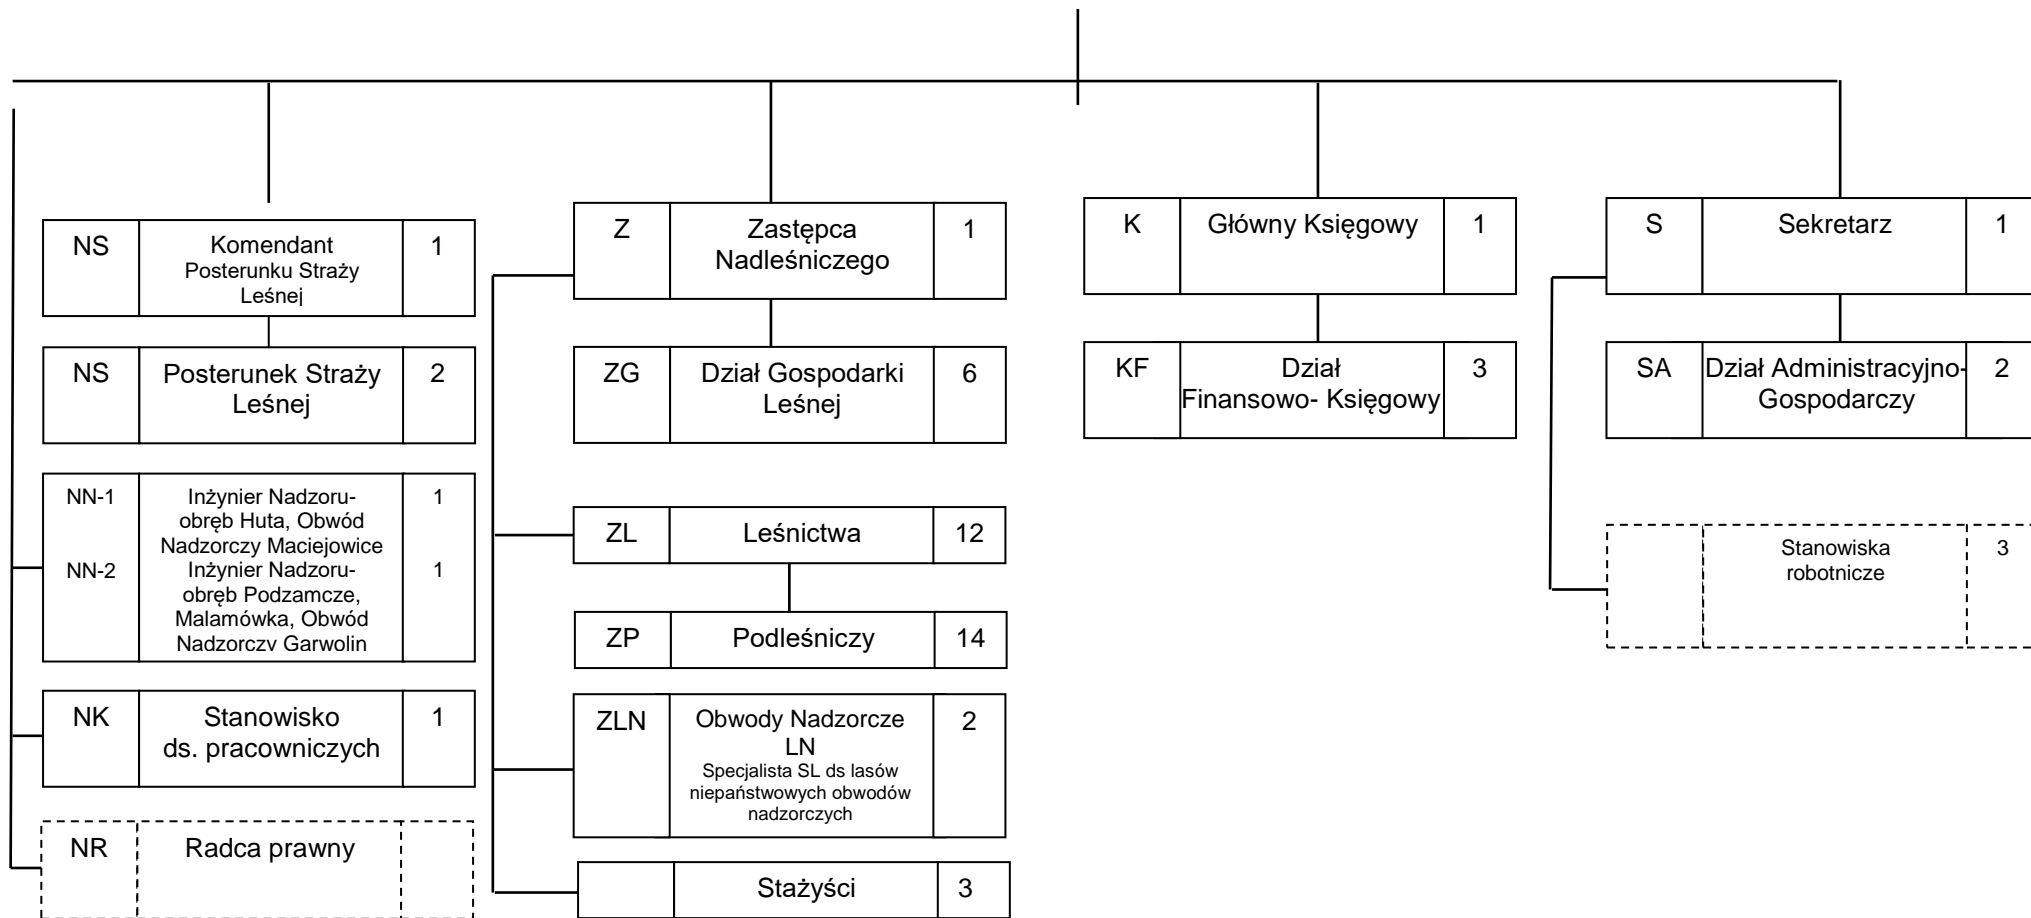 NS
Komendant
Posterunku Straży
Leśnej
1
NS
Posterunek Straży
Leśnej
2
NN-1
Inżynier Nadzoru-
obręb Huta, Obwód
Nadzorczy Maciejowice
1
NN-2
Inżynier Nadzoru-
obręb Podzamcze,
Malamówka, Obwód
Nadzorczy Garwolin
1
NK
Stanowisko
ds. pracowniczych
1
NR
Radca prawny
Z
Zastępca
Nadleśniczego
1
ZG
Dział Gospodarki
Leśnej
6
ZL
Leśnictwa
12
ZP
Podleśniczy
14
ZLN
Obwody Nadzorcze
LN
Specjalista SL ds lasów
niepaństwowych obwodów
nadzorczych
2
Stażyści
3
K
Główny Księgowy
1
KF
Dział
Finansowo- Księgowy
3
S
Sekretarz
1
SA
Dział Administracyjno-
Gospodarczy
2
Stanowiska
robotnicze
3